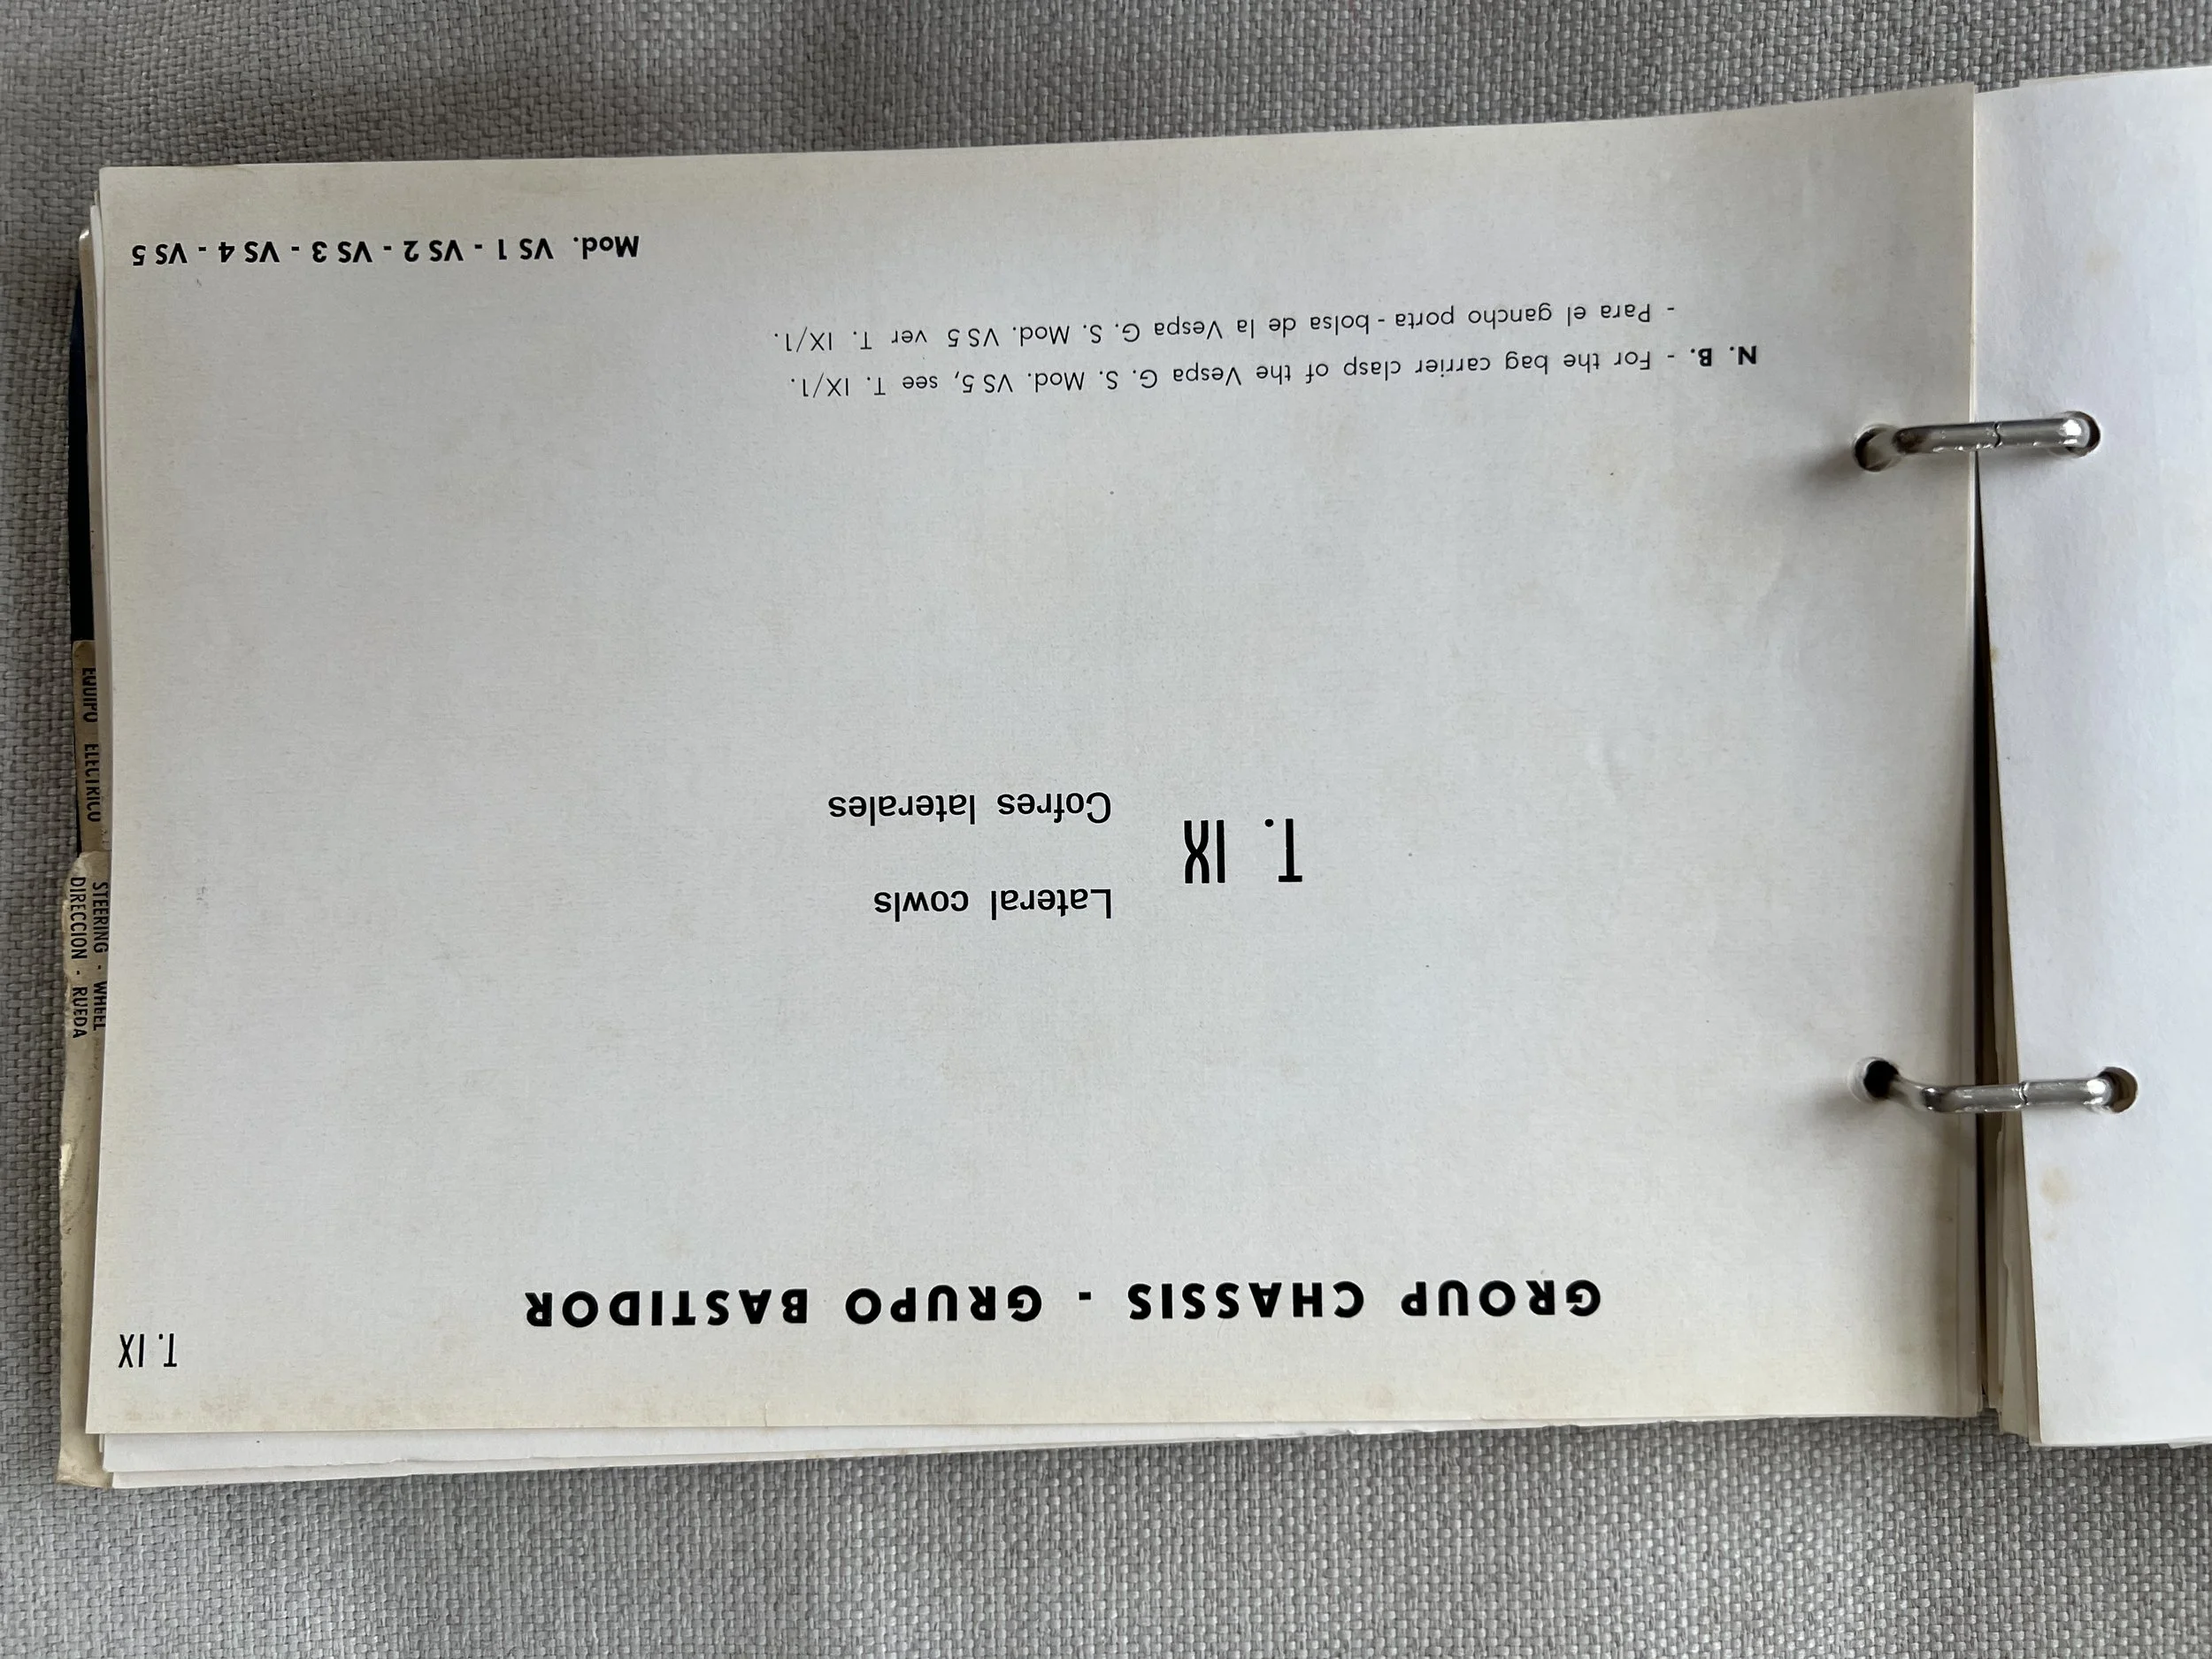 T. IX
GROUP CHASSIS - GRUPO BASTIDOR
T. IX
Lateral cowls
Cofres laterales
N. B. - For the bag carrier clasp of the Vespa G. S. Mod. VS 5, see T. IX/1.
- Para el gancho porta - bolsa de la Vespa G. S. Mod. VS 5 ver T. IX/1.
Mod. VS 1 - VS 2 - VS 3 - VS 4 - VS 5
STEERING - WHEEL
DIRECCION - RUEDA
EQUIPO ELECTRICO